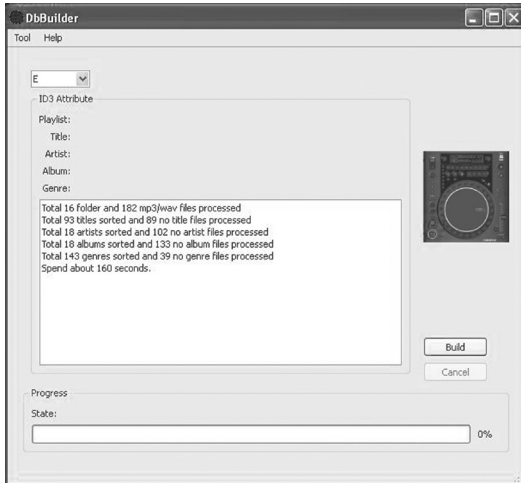 DbBuilder
Tool Help
E
ID3 Attribute
Playlist:
Title:
Artist:
Album:
Genre:
Total 16 folder and 182 mp3/wav files processed
Total 93 titles sorted and 89 no title files processed
Total 18 artists sorted and 102 no artist files processed
Total 18 albums sorted and 133 no album files processed
Total 143 genres sorted and 39 no genre files processed
Spend about 160 seconds.
Build
Cancel
Progress
State:
0%